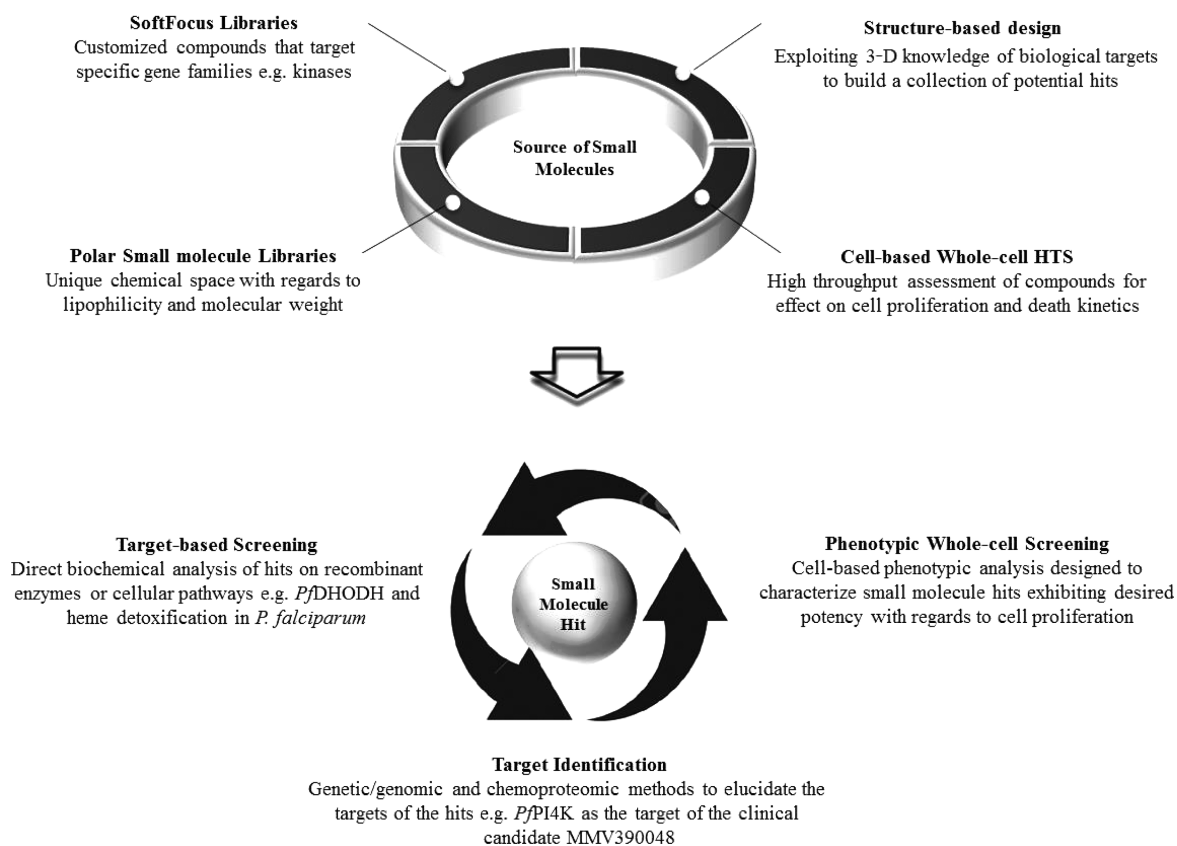 SoftFocus Libraries
Customized compounds that target
specific gene families e.g. kinases
Structure-based design
Exploiting 3-D knowledge of biological targets
to build a collection of potential hits
Source of Small
Molecules
Polar Small molecule Libraries
Unique chemical space with regards to
lipophilicity and molecular weight
Cell-based Whole-cell HTS
High throughput assessment of compounds for
effect on cell proliferation and death kinetics
Target-based Screening
Direct biochemical analysis of hits on recombinant
enzymes or cellular pathways e.g. PfDHODH and
heme detoxification in P. falciparum
Small
Molecule
Hit
Phenotypic Whole-cell Screening
Cell-based phenotypic analysis designed to
characterize small molecule hits exhibiting desired
potency with regards to cell proliferation
Target Identification
Genetic/genomic and chemoproteomic methods to elucidate the
targets of the hits e.g. PfPI4K as the target of the clinical
candidate MMV390048